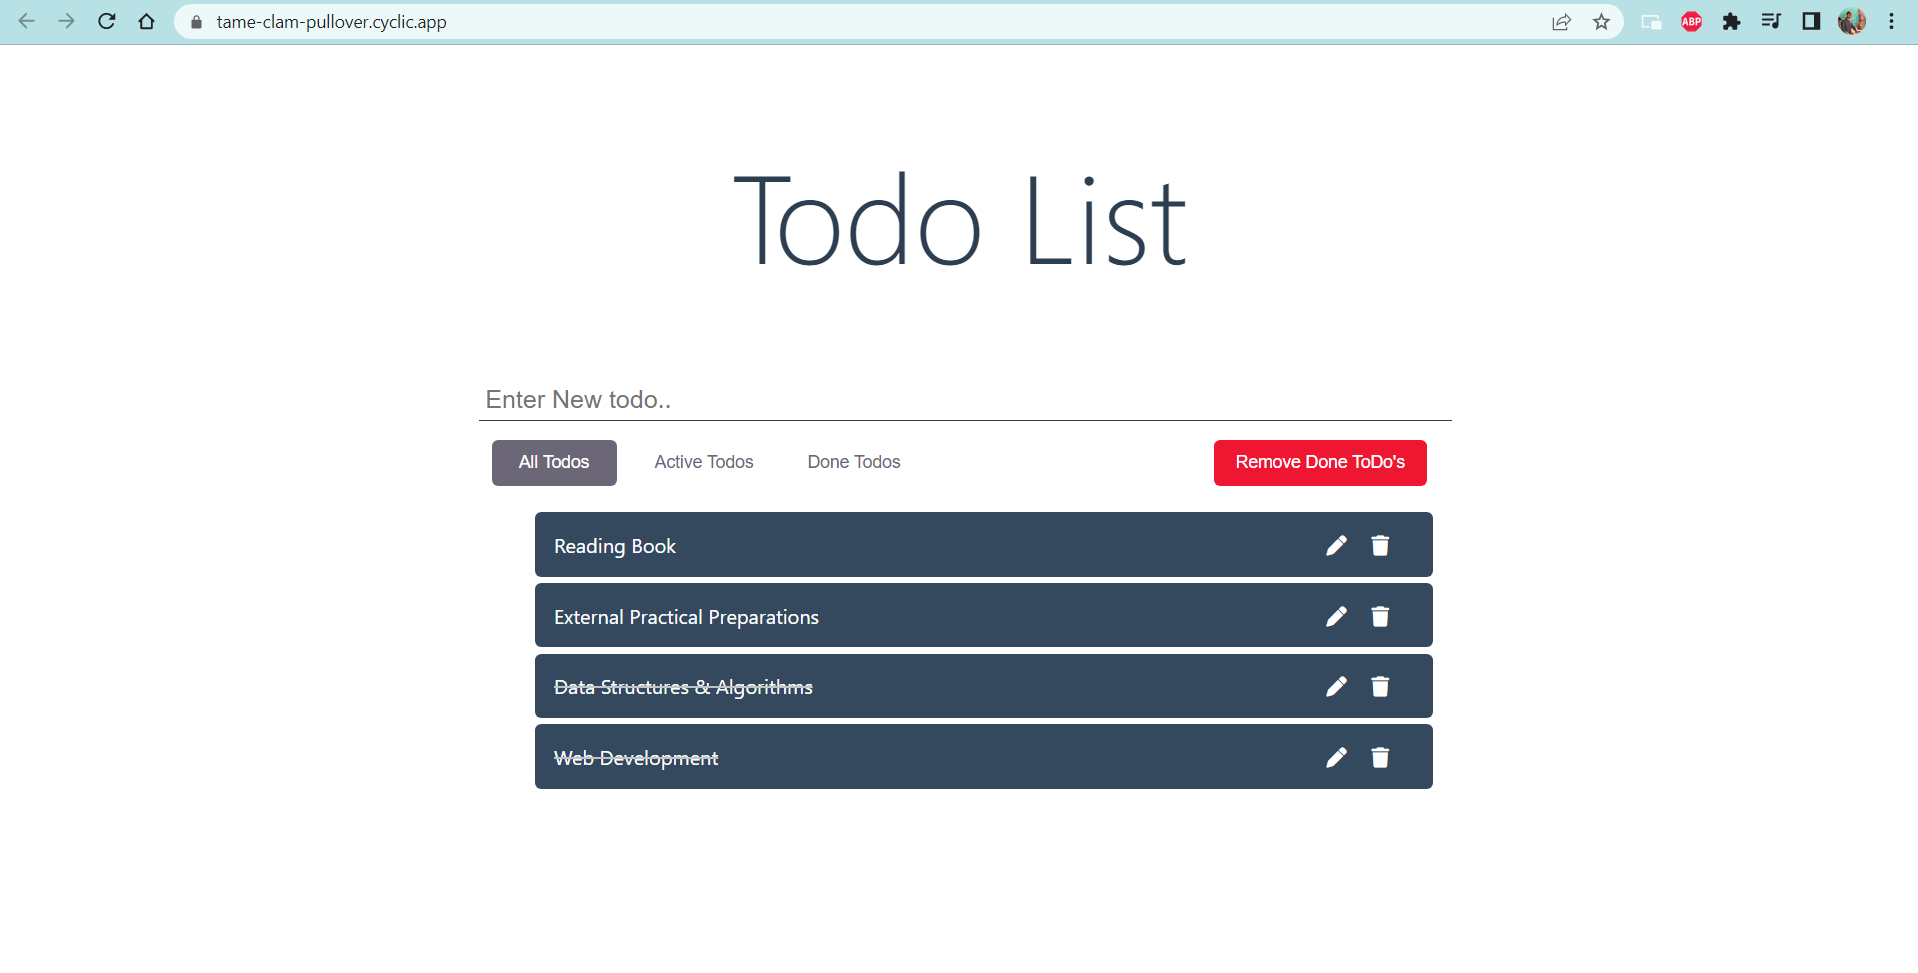 tame-clam-pullover.cyclic.app
ABP
Todo List
Enter New todo..
All Todos Active Todos Done Todos Remove Done ToDo's
Reading Book
External Practical Preparations
Data Structures & Algorithms
Web Development